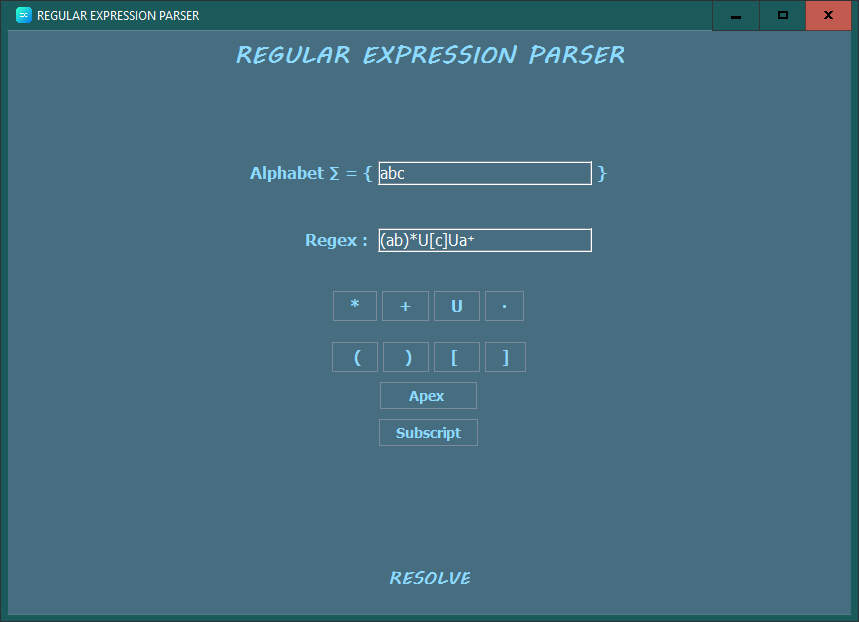 REGULAR EXPRESSION PARSER
REGULAR EXPRESSION PARSER
Alphabet Σ = { abc }
Regex : (ab)*U[c]Ua⁺
* + U ·
( ) [ ]
Apex
Subscript
RESOLVE